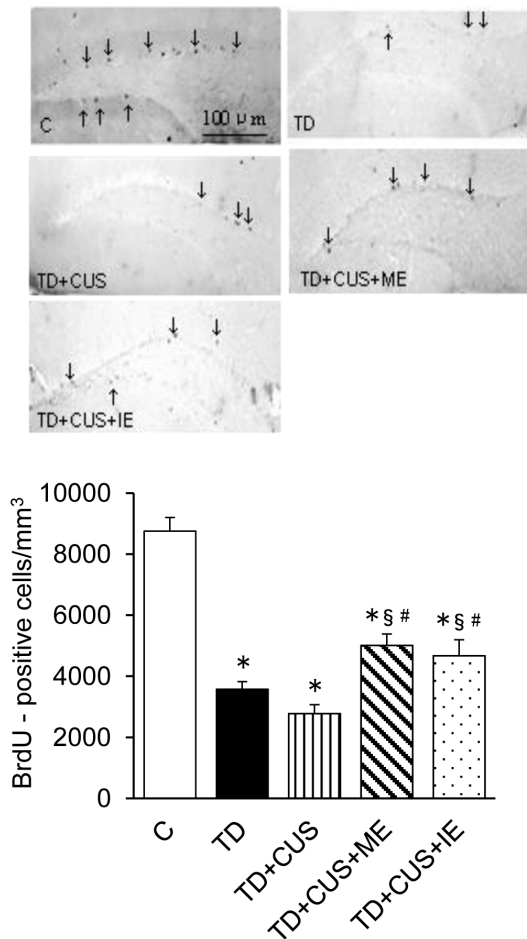 C
100 μm
TD
TD+CUS
TD+CUS+ME
TD+CUS+IE
BrdU - positive cells/mm³
10000
8000
6000
4000
2000
0
*
*
*§ #
*§ #
C
TD
TD+CUS
TD+CUS+ME
TD+CUS+IE